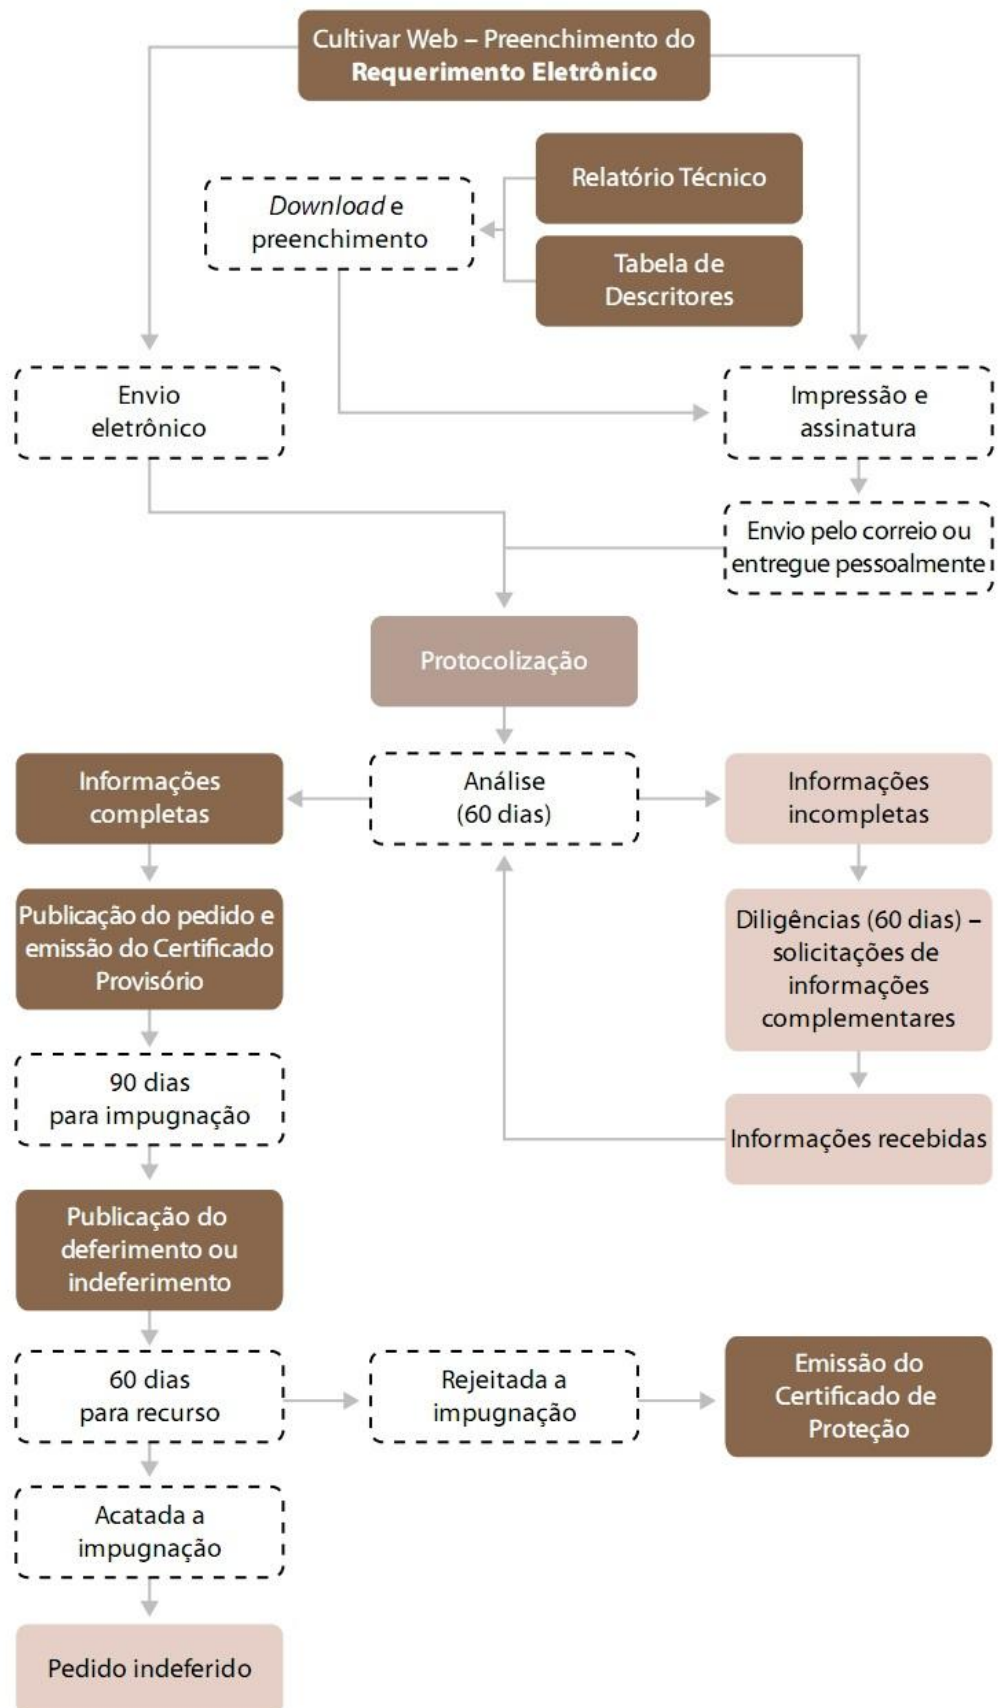 Cultivar Web – Preenchimento do
Requerimento Eletrônico
Relatório Técnico
Download e
preenchimento
Tabela de
Descritores
Envio
eletrônico
Impressão e
assinatura
Envio pelo correio ou
entregue pessoalmente
Protocolização
Informações
completas
Análise
(60 dias)
Informações
incompletas
Publicação do pedido e
emissão do Certificado
Provisório
Diligências (60 dias) –
solicitações de
informações
complementares
90 dias
para impugnação
Informações recebidas
Publicação do
deferimento ou
indeferimento
60 dias
para recurso
Rejeitada a
impugnação
Emissão do
Certificado de
Proteção
Acatada a
impugnação
Pedido indeferido